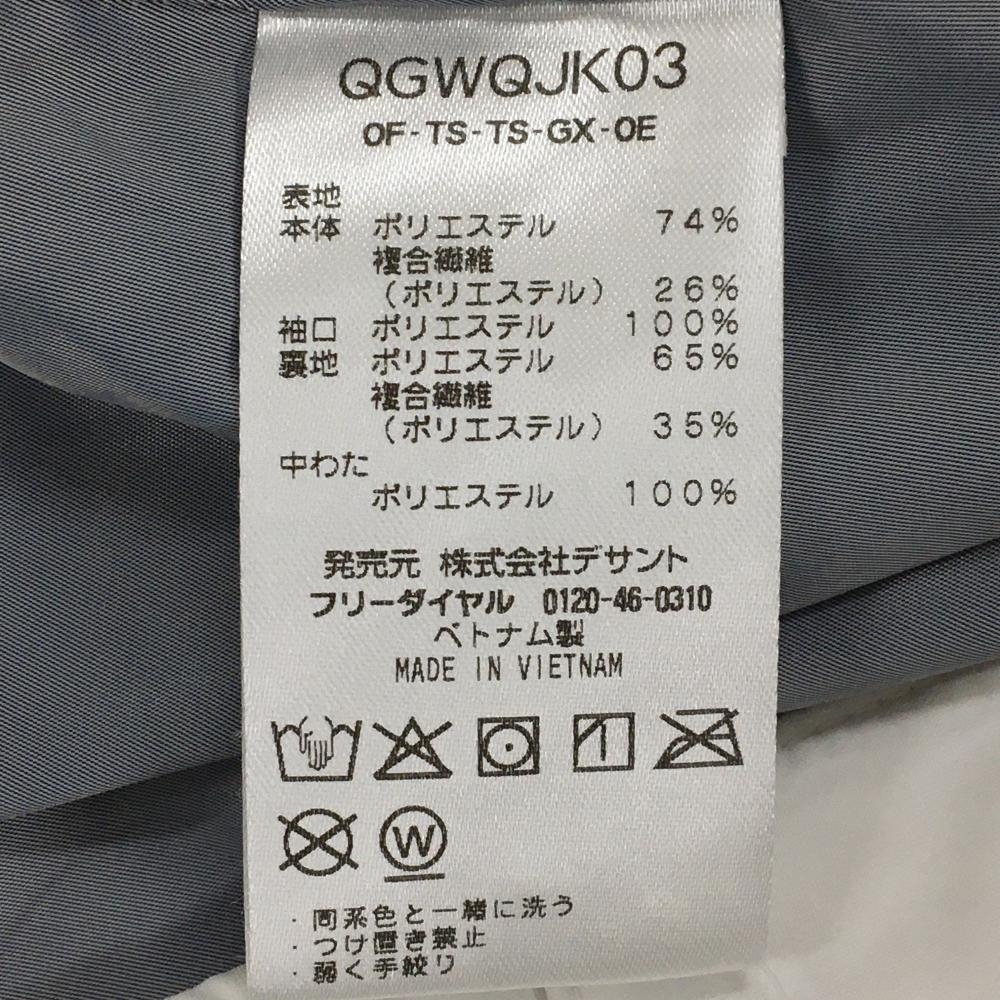 QGWQJK03
OF-TS-TS-GX-OE
表地
本体 ポリエステル 74%
複合繊維
(ポリエステル) 26%
袖口 ポリエステル 100%
裏地 ポリエステル 65%
複合繊維
(ポリエステル) 35%
中わた
ポリエステル 100%
発売元 株式会社デサント
フリーダイヤル 0120-46-0310
ベトナム製
MADE IN VIETNAM
W
・同系色と一緒に洗う
・つけ置き禁止
・弱く手絞り